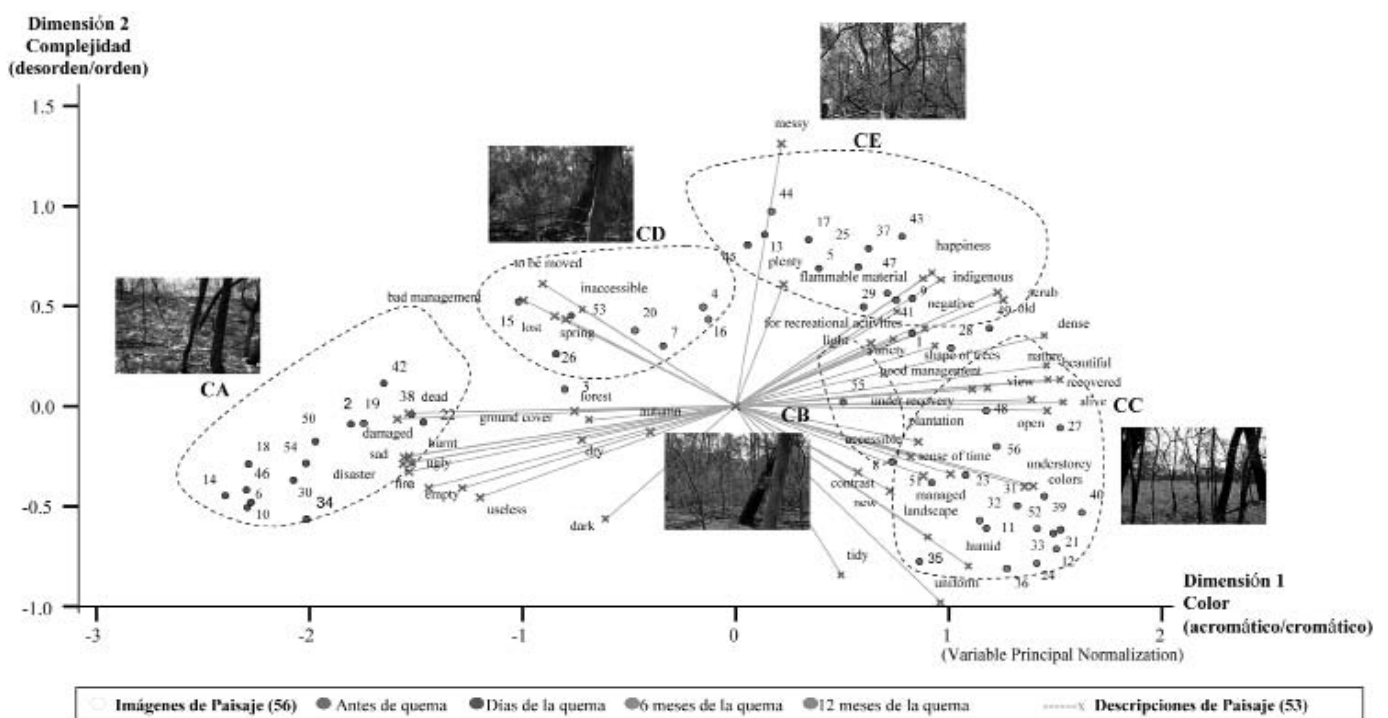 Dimensión 2
Complejidad
(desorden/orden)
1.5
messy
CE
44
1.0
CD
17
25
37
43
45
13
5
47
happiness
plenty
-to be moved
flammable material
indigenous
bad management
inaccessible
4
scrub
0.5
15
53
20
29
9
negative
old
lost
spring
7
16
for recreational activities
41
49
28
dense
light
variety
1
shape of trees
26
good management
nature
beautiful
CA
42
3
forest
55
under recovery
view
recovered
0.0
2
19
38
dead
CB
48
CC
alive
50
22
ground cover
autumn
plantation
open
27
damaged
accessible
18
54
burnt
dry
56
sad
8
sense of time
understorey
14
46
disaster
ugly
contrast
51
23
31
colors
6
30
fire
empty
managed
32
52
39
40
-0.5
10
34
useless
new
landscape
11
dark
33
21
humid
tidy
35
12
uniform
36
24
Dimensión 1
Color
(acromático/cromático)
-1.0
-3
-2
-1
0
1
2
(Variable Principal Normalization)
Imágenes de Paisaje (56)
Antes de quema
Días de la quema
6 meses de la quema
12 meses de la quema
Descripciones de Paisaje (53)